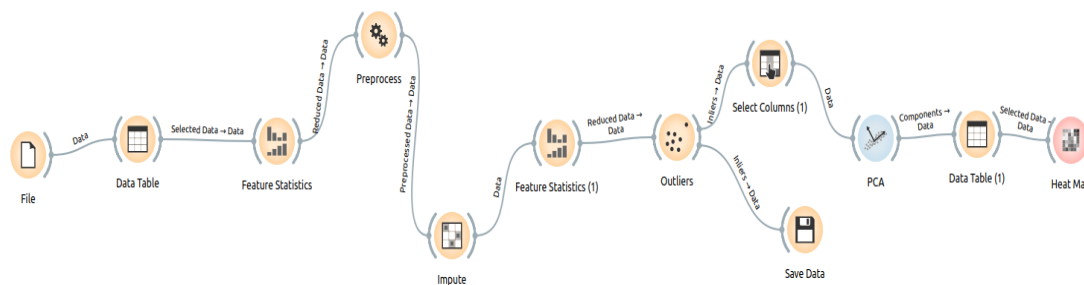 File
Data
Data Table
Selected Data → Data
Feature Statistics
Reduced Data → Data
Preprocess
Preprocessed Data → Data
Impute
Data
Feature Statistics (1)
Reduced Data →
Data
Outliers
Inliers → Data
Select Columns (1)
Inliers → Data
Save Data
Data
PCA
Components →
Data
Data Table (1)
Selected Data →
Data
Heat Ma